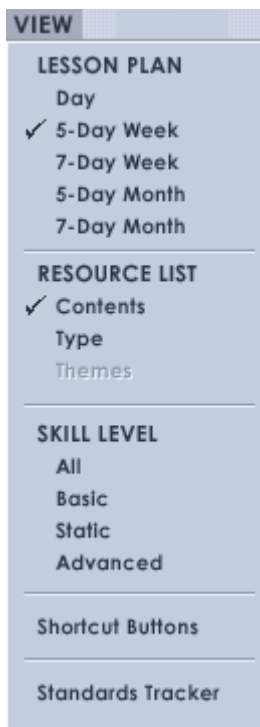 VIEW
LESSON PLAN
Day
✓ 5-Day Week
7-Day Week
5-Day Month
7-Day Month
RESOURCE LIST
✓ Contents
Type
Themes
SKILL LEVEL
All
Basic
Static
Advanced
Shortcut Buttons
Standards Tracker